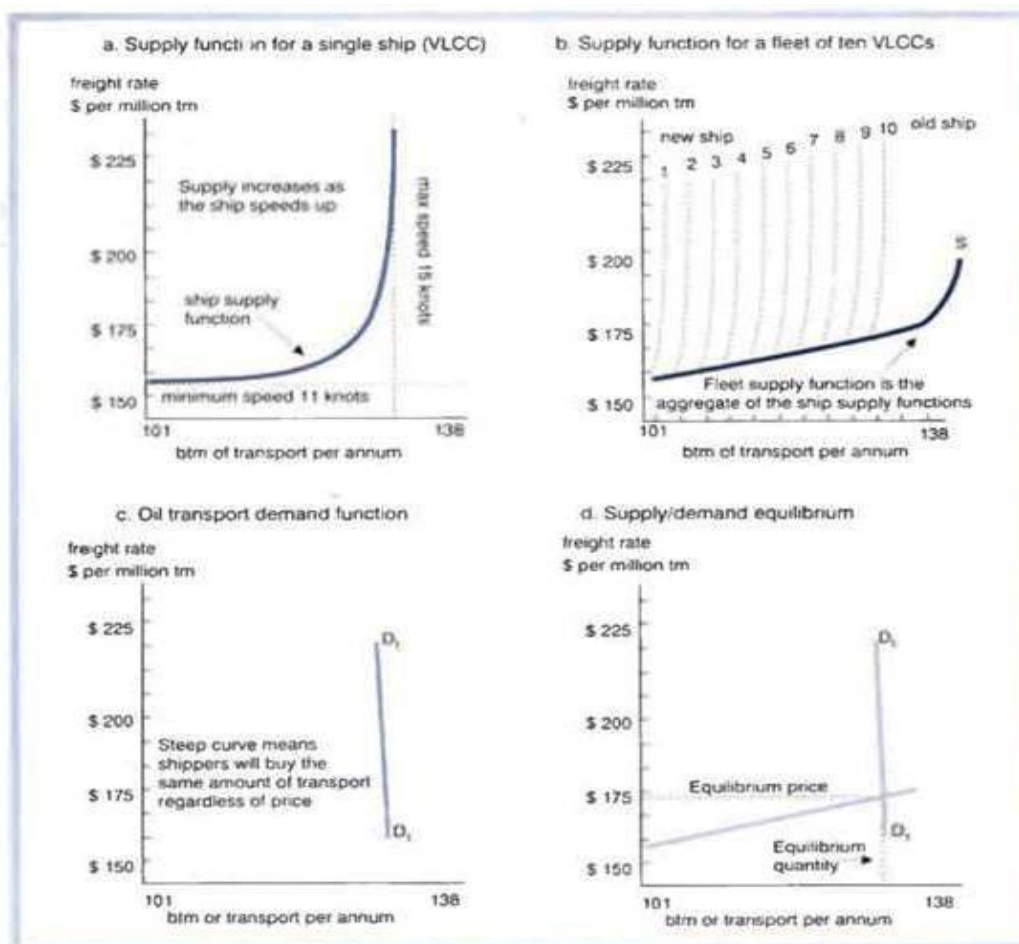 a. Supply functi n for a single ship (VLCC)
freight rate
$ per million tm
$ 225
$ 200
$ 175
$ 150
Supply increases as
the ship speeds up
ship supply
function
max speed 15 knots
minimum speed 11 knots
101
138
btm of transport per annum
b. Supply function for a fleet of ten VLCCs
freight rate
$ per million tm
$ 225
$ 200
$ 175
$ 150
new ship
1 2 3 4 5 6 7 8 9 10
old ship
Fleet supply function is the
aggregate of the ship supply functions
101
138
btm of transport per annum
c. Oil transport demand function
freight rate
$ per million tm
$ 225
$ 200
$ 175
$ 150
D₁
Steep curve means
shippers will buy the
same amount of transport
regardless of price
D₁
101
138
btm or transport per annum
d. Supply/demand equilibrium
freight rate
$ per million tm
$ 225
$ 200
$ 175
$ 150
D₁
Equilibrium price
D₁
Equilibrium
quantity
101
138
btm or transport per annum